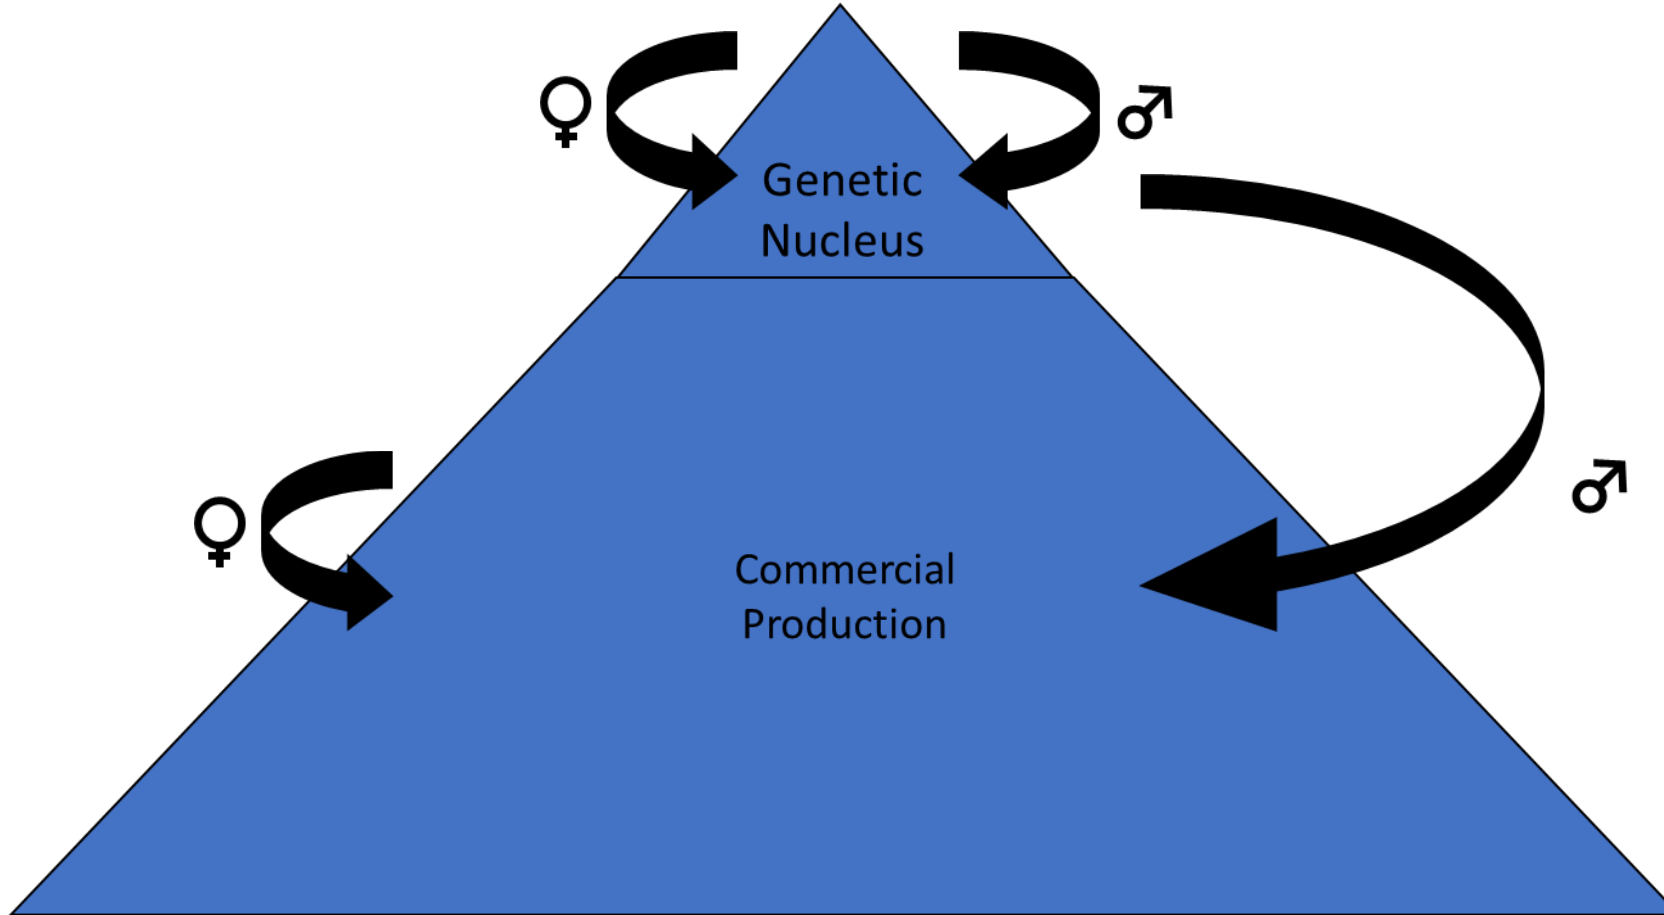 ♀
♂
Genetic
Nucleus
♀
♂
Commercial
Production